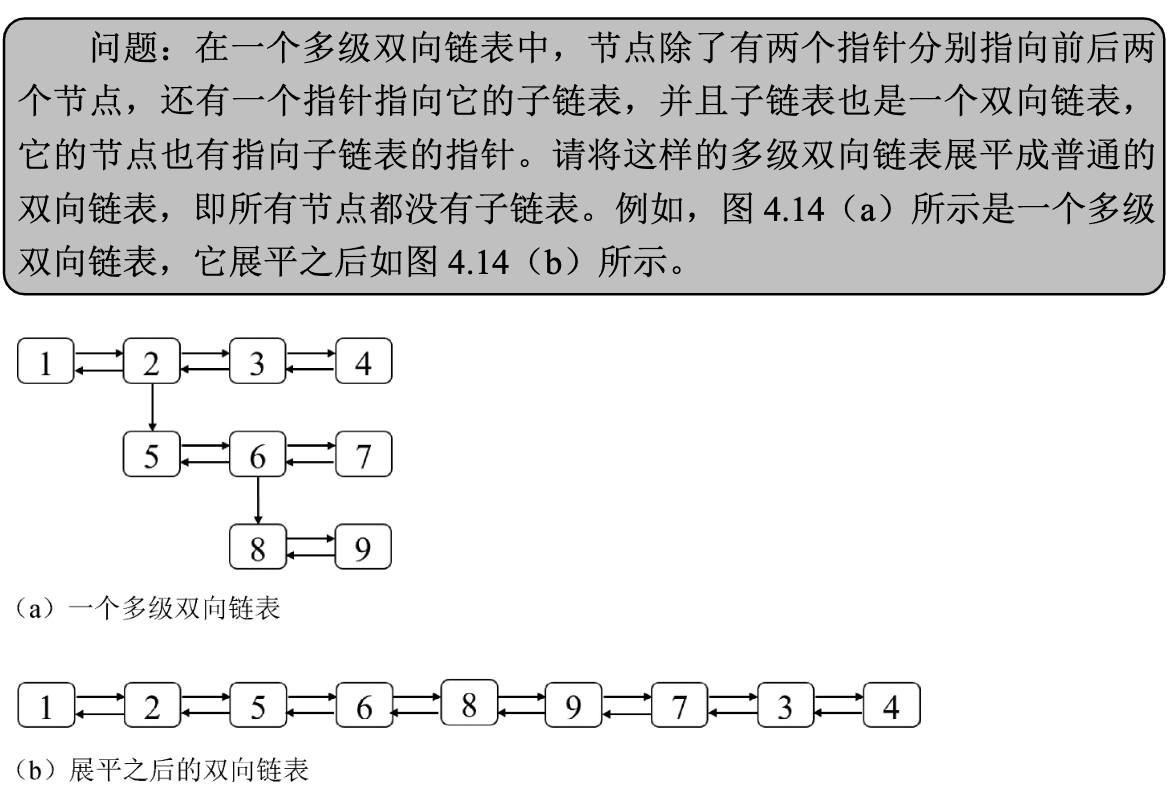 问题：在一个多级双向链表中，节点除了有两个指针分别指向前后两
个节点，还有一个指针指向它的子链表，并且子链表也是一个双向链表，
它的节点也有指向子链表的指针。请将这样的多级双向链表展平成普通的
双向链表，即所有节点都没有子链表。例如，图 4.14（a）所示是一个多级
双向链表，它展平之后如图 4.14（b）所示。
1 2 3 4
5 6 7
8 9
（a）一个多级双向链表
1 2 5 6 8 9 7 3 4
（b）展平之后的双向链表